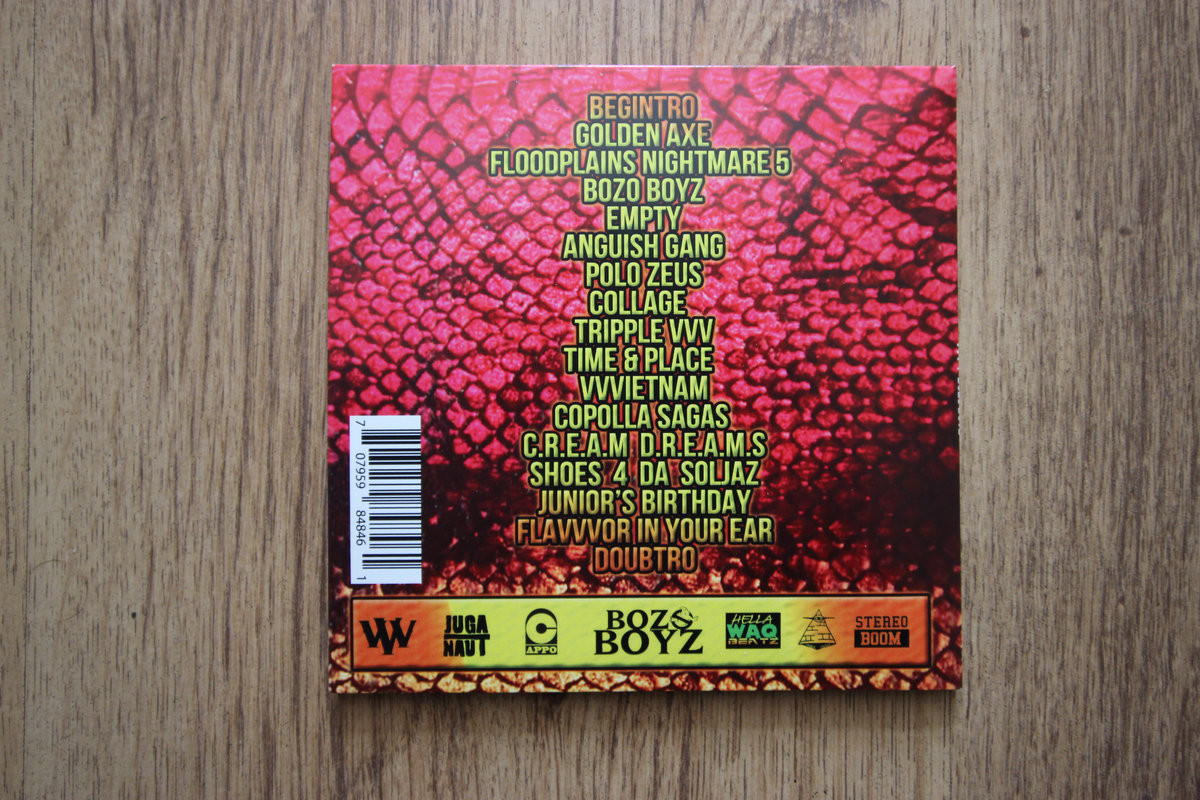 BEGINTRO
GOLDEN AXE
FLOODPLAINS NIGHTMARE 5
BOZO BOYZ
EMPTY
ANGUISH GANG
POLO ZEUS
COLLAGE
TRIPPLE VVV
TIME & PLACE
VVVIETNAM
COPOLLA SAGAS
C.R.E.A.M D.R.E.A.M.S
SHOES 4 DA SOLJAZ
JUNIOR'S BIRTHDAY
FLAVVVOR IN YOUR EAR
DOUBTRO
7 07959 84846 1
VVV
JUGA
NAUT
APPO
BOZO
BOYZ
HELLA
WAQ
BEATZ
STEREO
BOOM